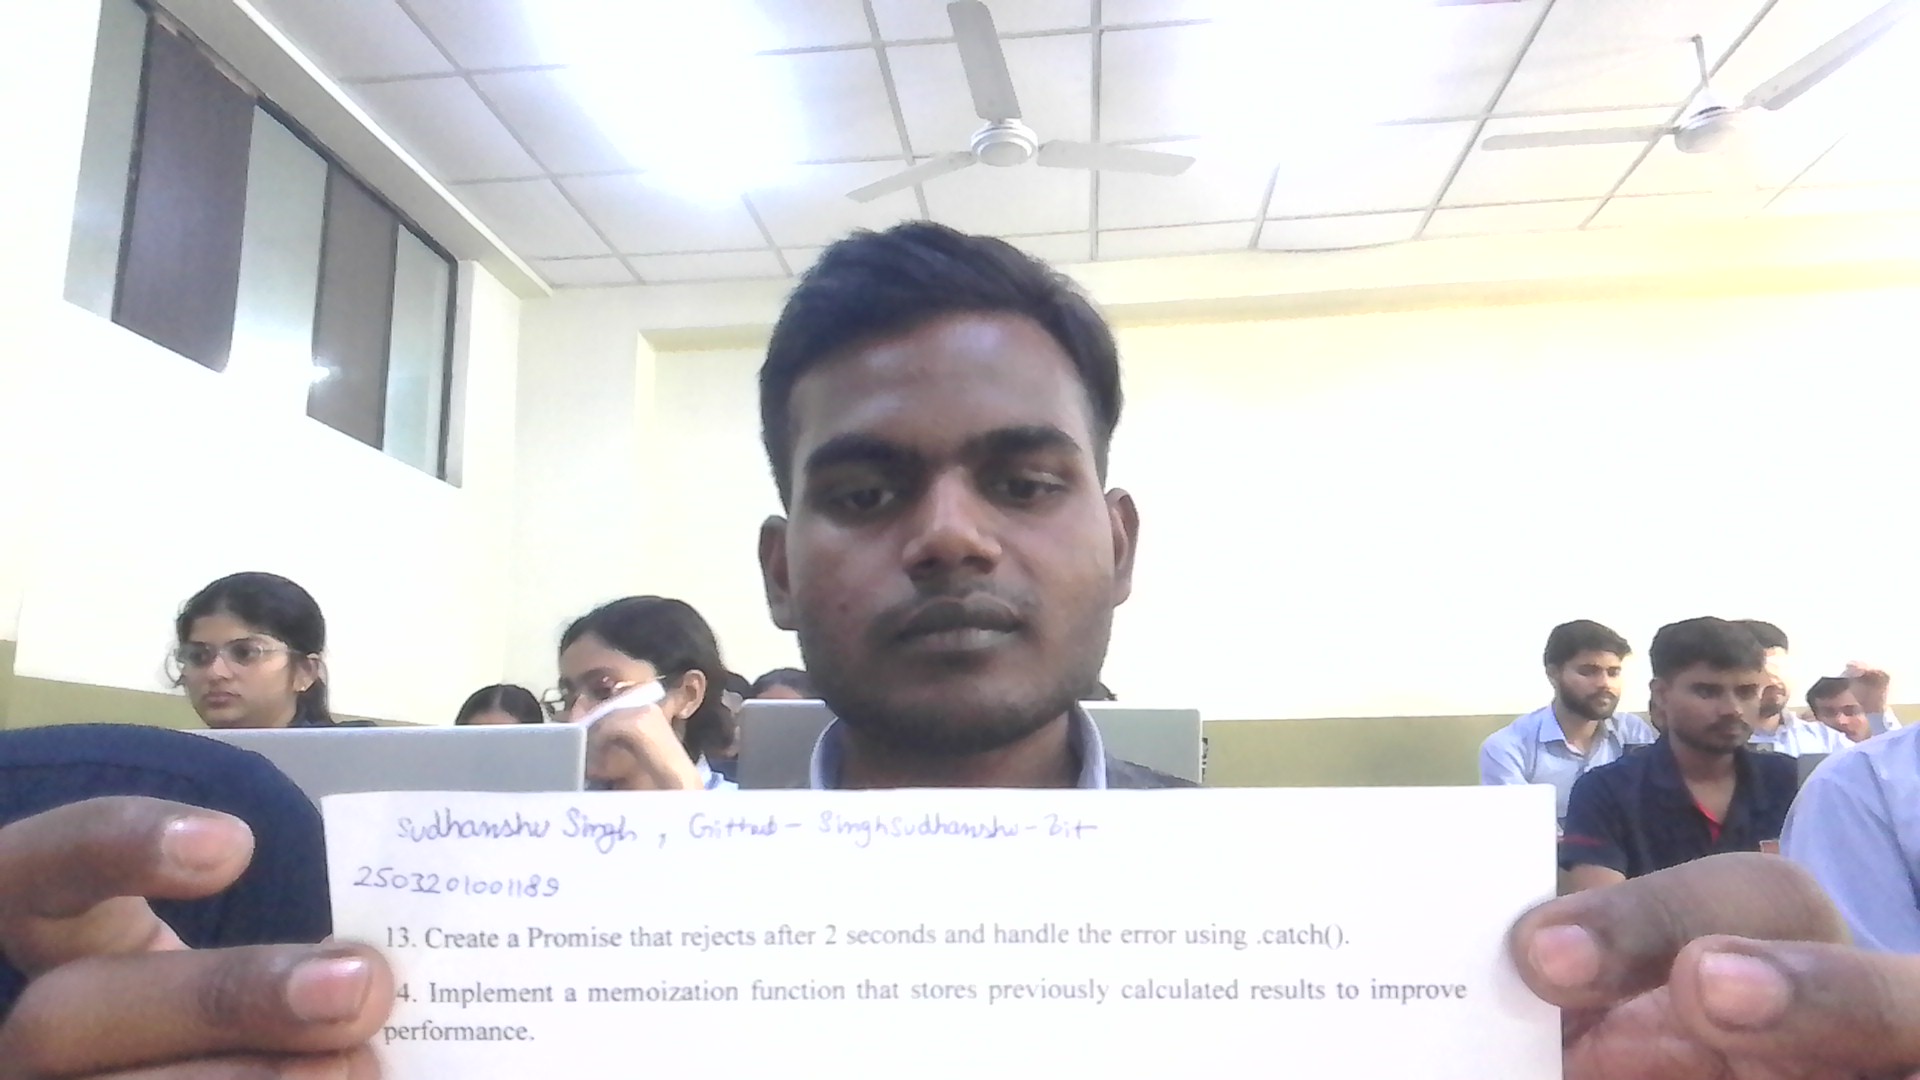 Sudhanshu Singh, Github - SinghSudhanshu-bit
2503201001189
13. Create a Promise that rejects after 2 seconds and handle the error using .catch().
4. Implement a memoization function that stores previously calculated results to improve
performance.